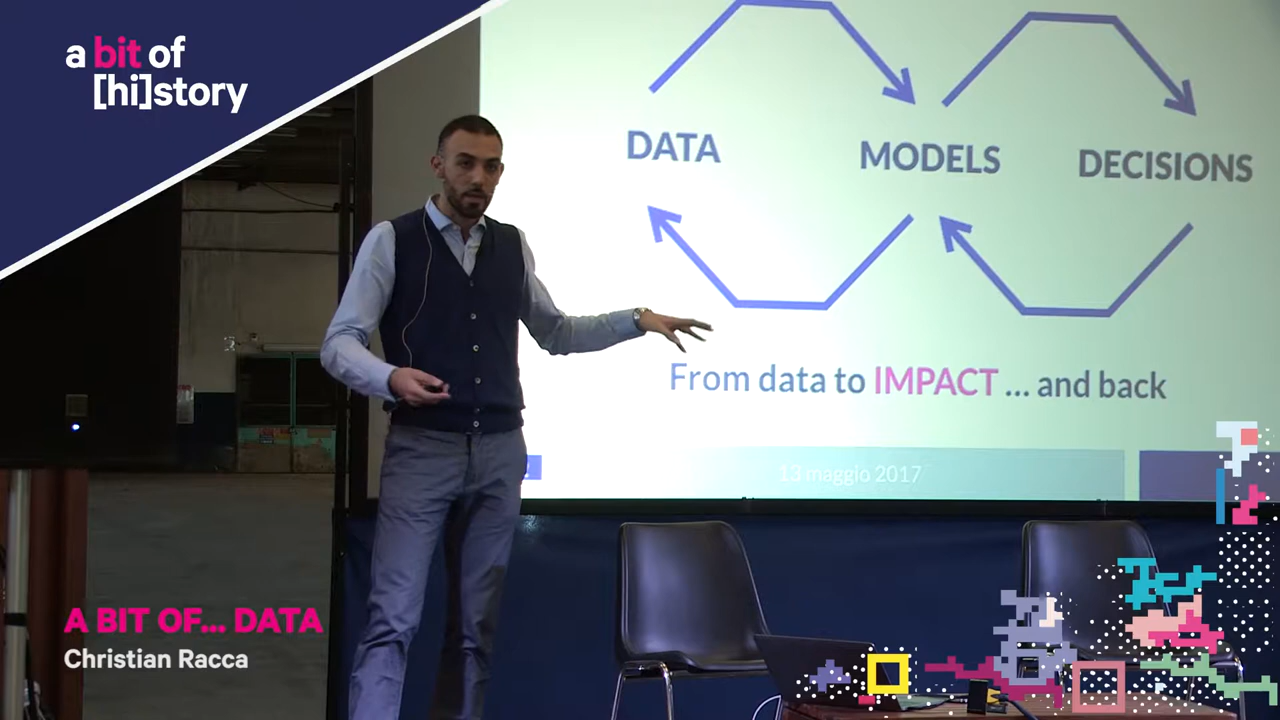 a bit of
[hi]story
DATA
MODELS
DECISIONS
From data to IMPACT ... and back
13 maggio 2017
A BIT OF... DATA
Christian Racca